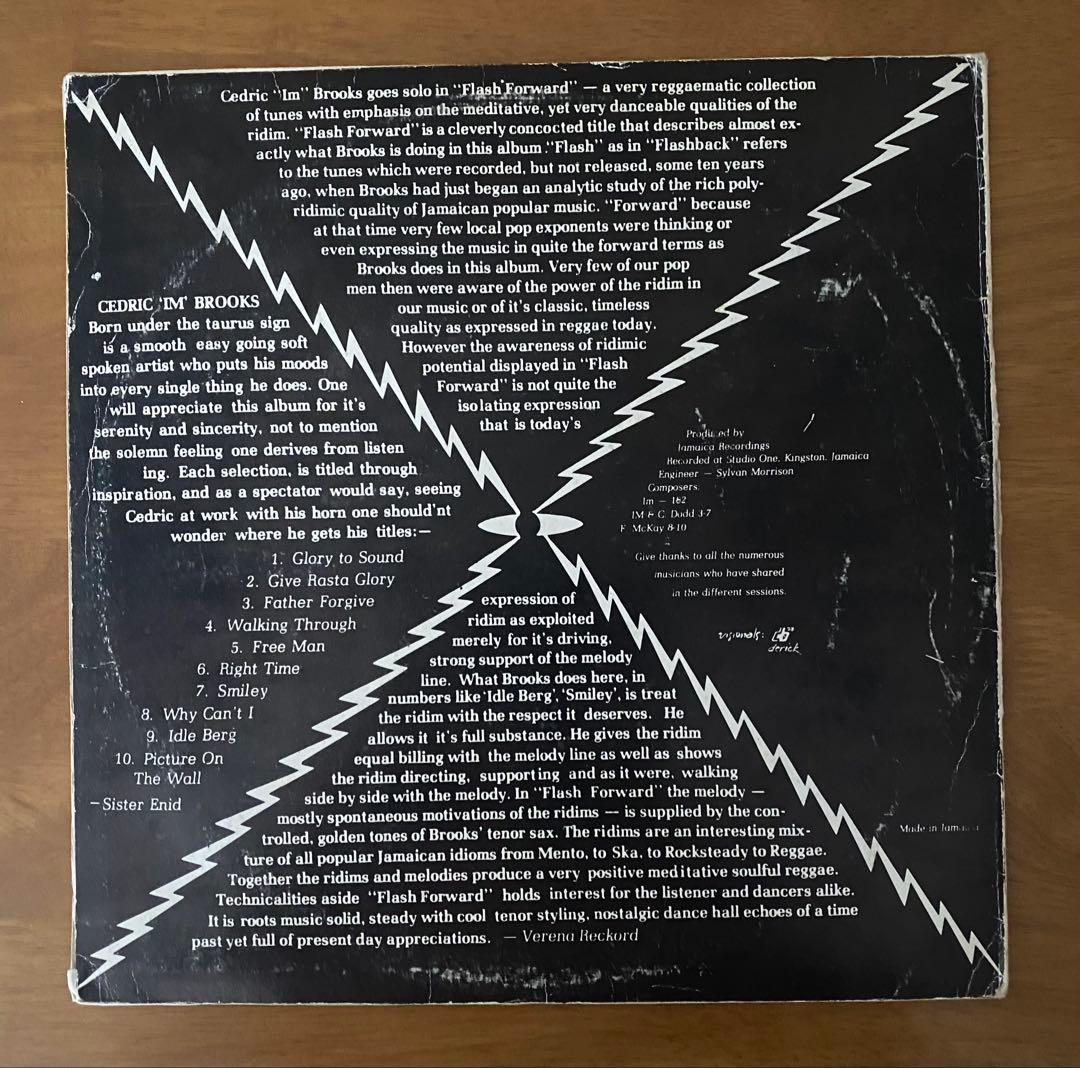 Cedric "Im" Brooks goes solo in "Flash Forward" — a very reggaematic collection
of tunes with emphasis on the meditative, yet very danceable qualities of the
ridim. "Flash Forward" is a cleverly concocted title that describes almost ex-
actly what Brooks is doing in this album. "Flash" as in "Flashback" refers
to the tunes which were recorded, but not released, some ten years
ago, when Brooks had just began an analytic study of the rich poly-
ridimic quality of Jamaican popular music. "Forward" because
at that time very few local pop exponents were thinking or
even expressing the music in quite the forward terms as
Brooks does in this album. Very few of our pop
men then were aware of the power of the ridim in
our music or of it's classic, timeless
quality as expressed in reggae today.
However the awareness of ridimic
potential displayed in "Flash
Forward" is not quite the
isolating expression
that is today's
CEDRIC 'IM' BROOKS
Born under the taurus sign
is a smooth easy going soft
spoken artist who puts his moods
into every single thing he does. One
will appreciate this album for it's
serenity and sincerity, not to mention
the solemn feeling one derives from listen
ing. Each selection, is titled through
inspiration, and as a spectator would say, seeing
Cedric at work with his horn one should'nt
wonder where he gets his titles:—
1. Glory to Sound
2. Give Rasta Glory
3. Father Forgive
4. Walking Through
5. Free Man
6. Right Time
7. Smiley
8. Why Can't I
9. Idle Berg
10. Picture On
The Wall
—Sister Enid
Produced by
Jamaica Recordings
Recorded at Studio One, Kingston, Jamaica
Engineer — Sylvan Morrison
Composers:
Im — 1&2
IM & C. Dodd 3-7
F. McKay 8-10
Give thanks to all the numerous
musicians who have shared
in the different sessions.
visionals:
derick
expression of
ridim as exploited
merely for it's driving,
strong support of the melody
line. What Brooks does here, in
numbers like 'Idle Berg', 'Smiley', is treat
the ridim with the respect it deserves. He
allows it it's full substance. He gives the ridim
equal billing with the melody line as well as shows
the ridim directing, supporting and as it were, walking
side by side with the melody. In "Flash Forward" the melody —
mostly spontaneous motivations of the ridims — is supplied by the con-
trolled, golden tones of Brooks' tenor sax. The ridims are an interesting mix-
ture of all popular Jamaican idioms from Mento, to Ska, to Rocksteady to Reggae.
Together the ridims and melodies produce a very positive meditative soulful reggae.
Technicalities aside "Flash Forward" holds interest for the listener and dancers alike.
It is roots music solid, steady with cool tenor styling, nostalgic dance hall echoes of a time
past yet full of present day appreciations. — Verena Reckord
Made in Jamaica